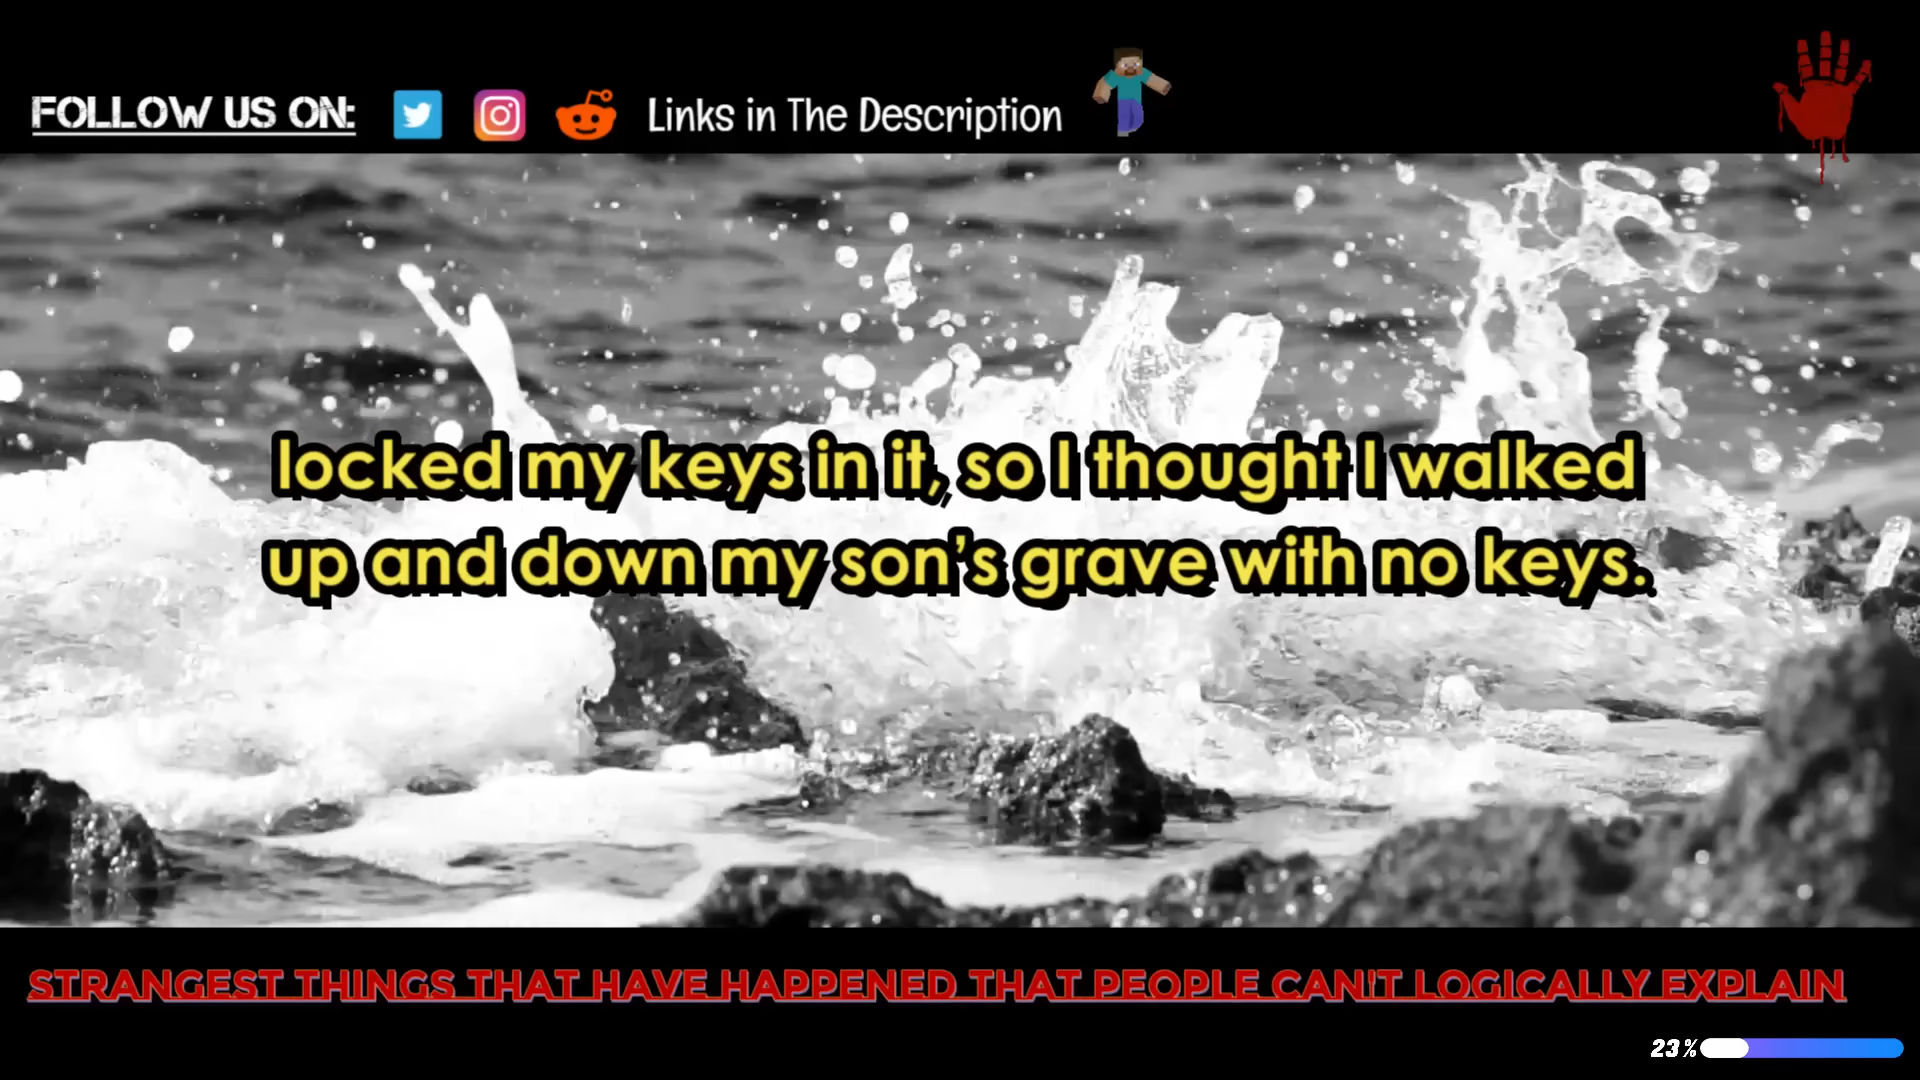 FOLLOW US ON: Links in The Description
locked my keys in it, so I thought I walked
up and down my son’s grave with no keys.
STRANGEST THINGS THAT HAVE HAPPENED THAT PEOPLE CAN'T LOGICALLY EXPLAIN
23%